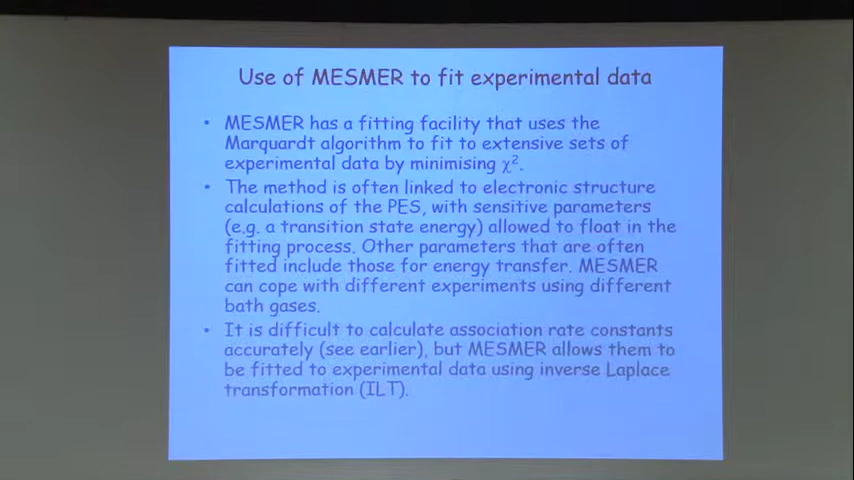 Use of MESMER to fit experimental data
• MESMER has a fitting facility that uses the
Marquardt algorithm to fit to extensive sets of
experimental data by minimising χ².
• The method is often linked to electronic structure
calculations of the PES, with sensitive parameters
(e.g. a transition state energy) allowed to float in the
fitting process. Other parameters that are often
fitted include those for energy transfer. MESMER
can cope with different experiments using different
bath gases.
• It is difficult to calculate association rate constants
accurately (see earlier), but MESMER allows them to
be fitted to experimental data using inverse Laplace
transformation (ILT).